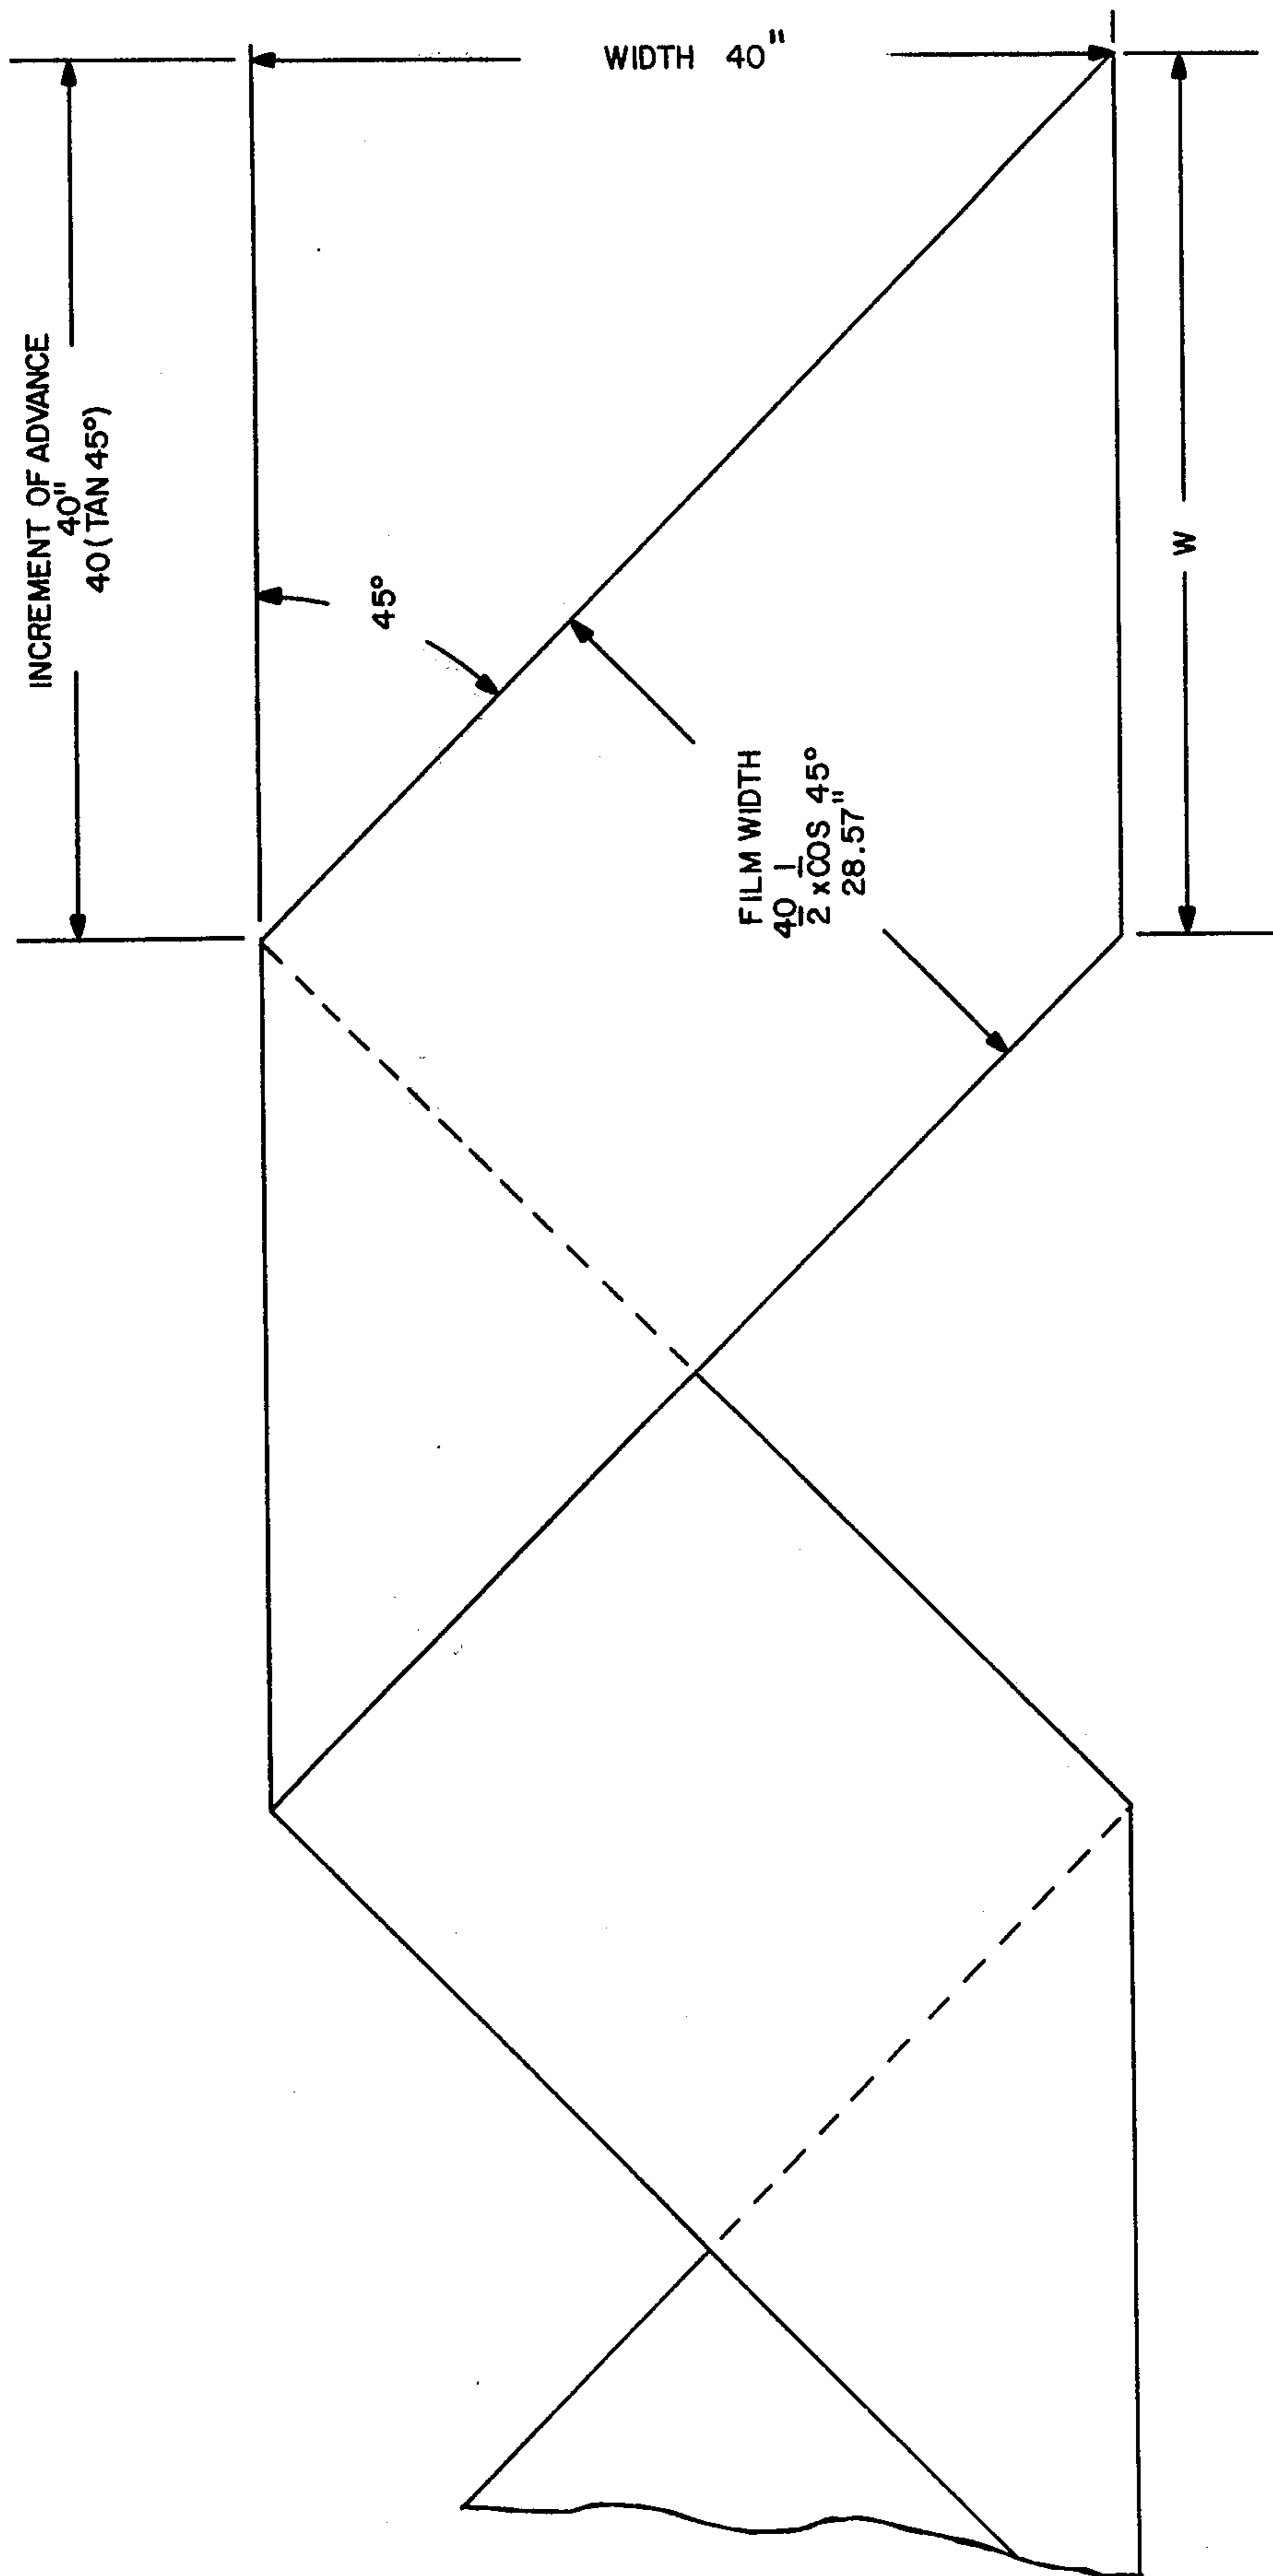 WIDTH 40"
INCREMENT OF ADVANCE
40"
40 (TAN 45°)
45°
FILM WIDTH
40 1
2 x COS 45°
28.57"
W